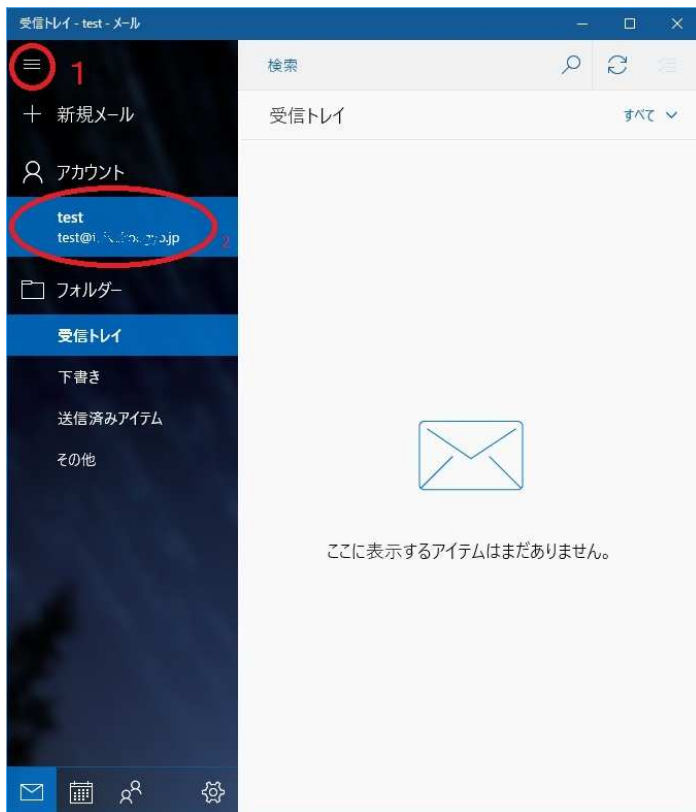 受信トレイ - test - メール
1
検索
新規メール
受信トレイ
すべて
アカウント
test
2
フォルダー
受信トレイ
下書き
送信済みアイテム
その他
ここに表示するアイテムはまだありません。